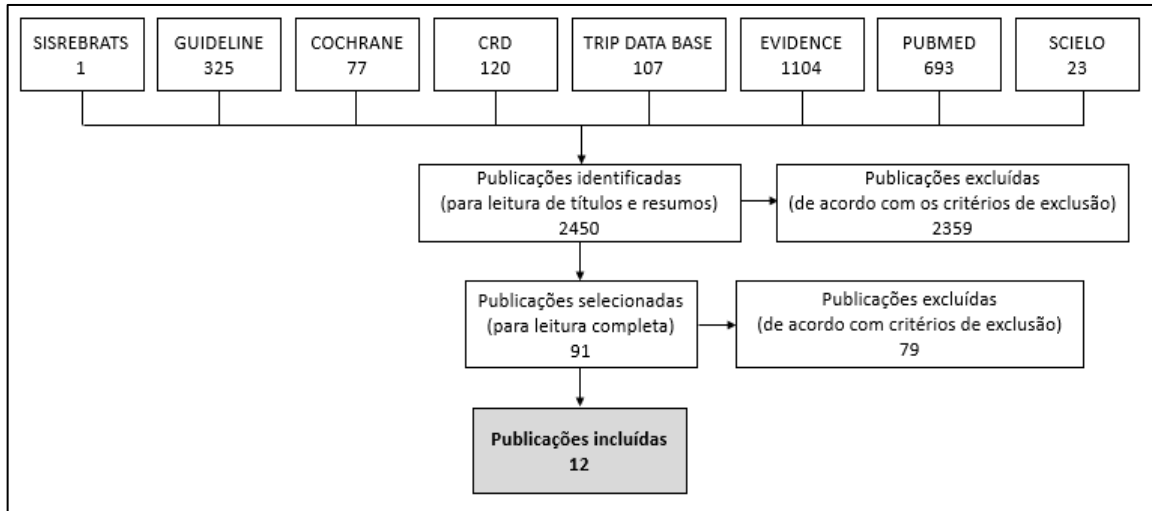 SISREBRATS
1
GUIDELINE
325
COCHRANE
77
CRD
120
TRIP DATA BASE
107
EVIDENCE
1104
PUBMED
693
SCIELO
23
Publicações identificadas
(para leitura de títulos e resumos)
2450
Publicações excluídas
(de acordo com os critérios de exclusão)
2359
Publicações selecionadas
(para leitura completa)
91
Publicações excluídas
(de acordo com critérios de exclusão)
79
Publicações incluídas
12